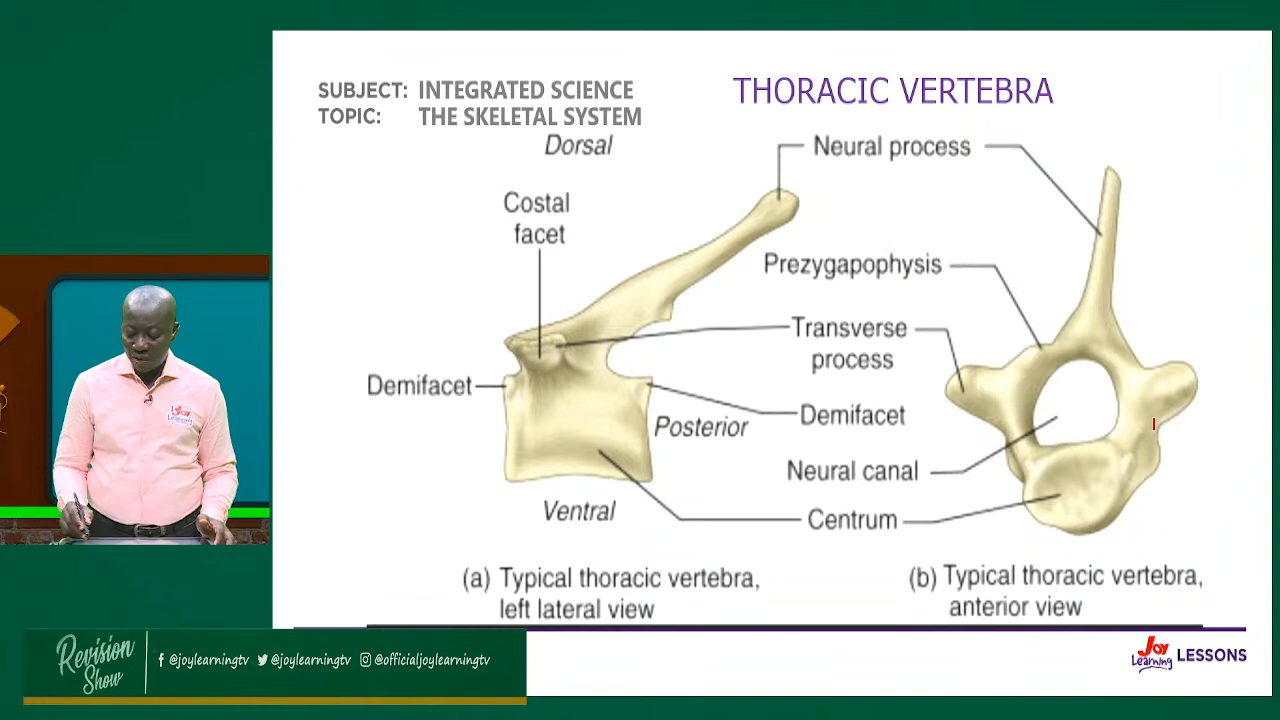 SUBJECT: INTEGRATED SCIENCE
TOPIC: THE SKELETAL SYSTEM
THORACIC VERTEBRA
Dorsal
Neural process
Costal
facet
Prezygapophysis
Transverse
process
Demifacet
Demifacet
Posterior
Neural canal
Ventral
Centrum
(a) Typical thoracic vertebra,
left lateral view
(b) Typical thoracic vertebra,
anterior view
Joy
Learning
Revision
Show
@joylearningtv @joylearningtv @officialjoylearningtv
Joy
Learning LESSONS